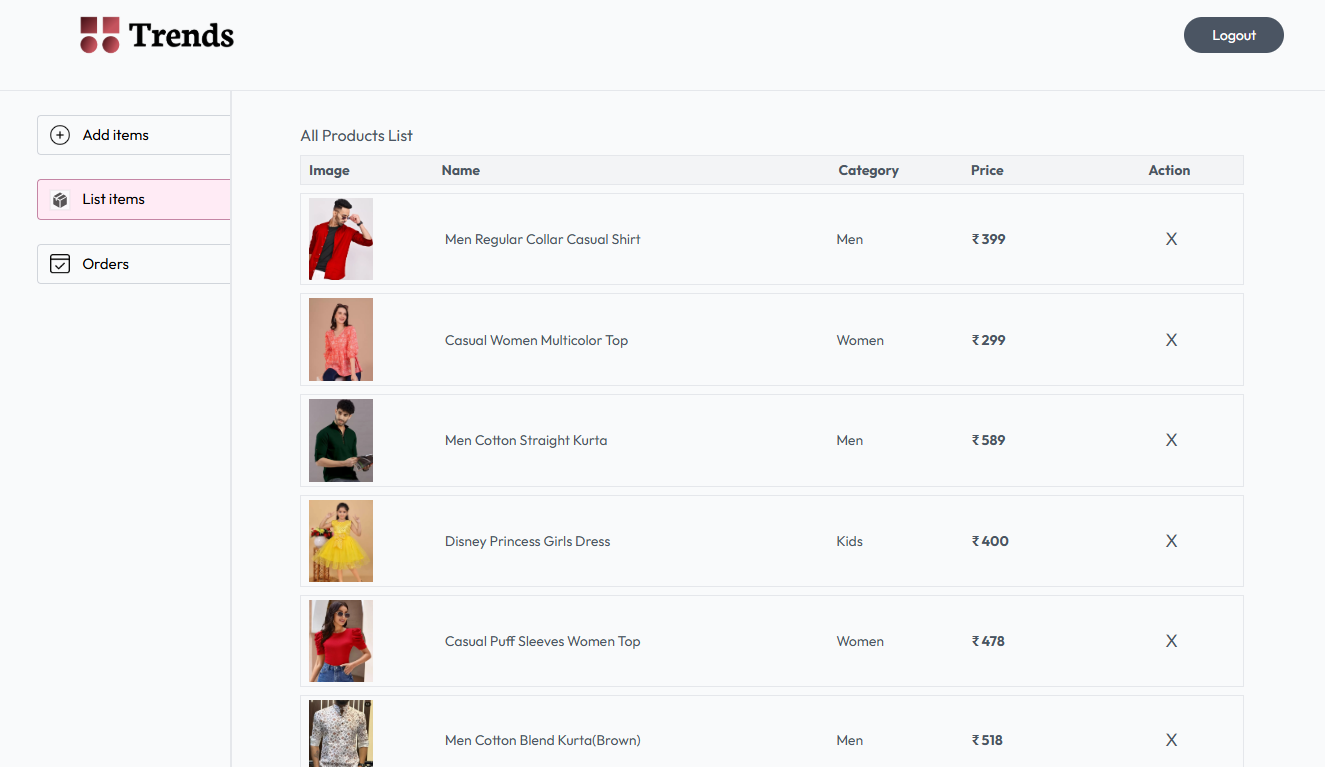 Trends
Logout
Add items
List items
Orders
All Products List
Image Name Category Price Action
Men Regular Collar Casual Shirt Men ₹ 399 X
Casual Women Multicolor Top Women ₹ 299 X
Men Cotton Straight Kurta Men ₹ 589 X
Disney Princess Girls Dress Kids ₹ 400 X
Casual Puff Sleeves Women Top Women ₹ 478 X
Men Cotton Blend Kurta(Brown) Men ₹ 518 X